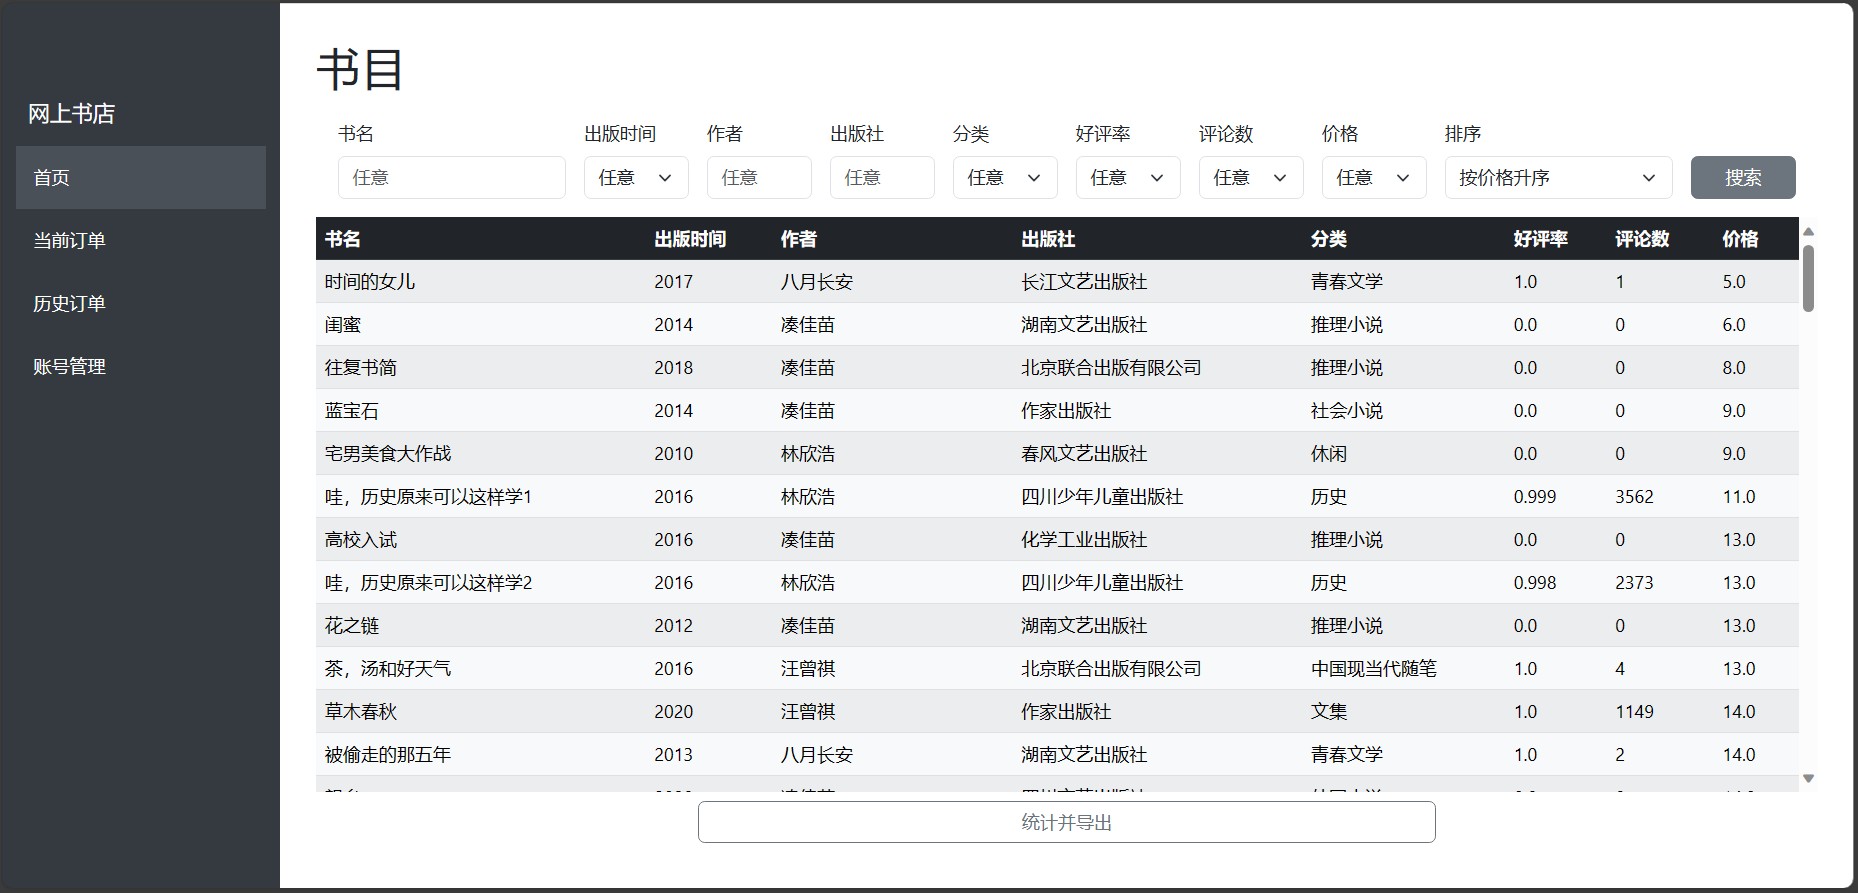 网上书店
首页
当前订单
历史订单
账号管理
书目
书名 出版时间 作者 出版社 分类 好评率 评论数 价格 排序
任意 任意 任意 任意 任意 任意 任意 任意 按价格升序 搜索
书名 出版时间 作者 出版社 分类 好评率 评论数 价格
时间的女儿 2017 八月长安 长江文艺出版社 青春文学 1.0 1 5.0
闺蜜 2014 凑佳苗 湖南文艺出版社 推理小说 0.0 0 6.0
往复书简 2018 凑佳苗 北京联合出版有限公司 推理小说 0.0 0 8.0
蓝宝石 2014 凑佳苗 作家出版社 社会小说 0.0 0 9.0
宅男美食大作战 2010 林欣浩 春风文艺出版社 休闲 0.0 0 9.0
哇，历史原来可以这样学1 2016 林欣浩 四川少年儿童出版社 历史 0.999 3562 11.0
高校入试 2016 凑佳苗 化学工业出版社 推理小说 0.0 0 13.0
哇，历史原来可以这样学2 2016 林欣浩 四川少年儿童出版社 历史 0.998 2373 13.0
花之链 2012 凑佳苗 湖南文艺出版社 推理小说 0.0 0 13.0
茶，汤和好天气 2016 汪曾祺 北京联合出版有限公司 中国现当代随笔 1.0 4 13.0
草木春秋 2020 汪曾祺 作家出版社 文集 1.0 1149 14.0
被偷走的那五年 2013 八月长安 湖南文艺出版社 青春文学 1.0 2 14.0
统计并导出